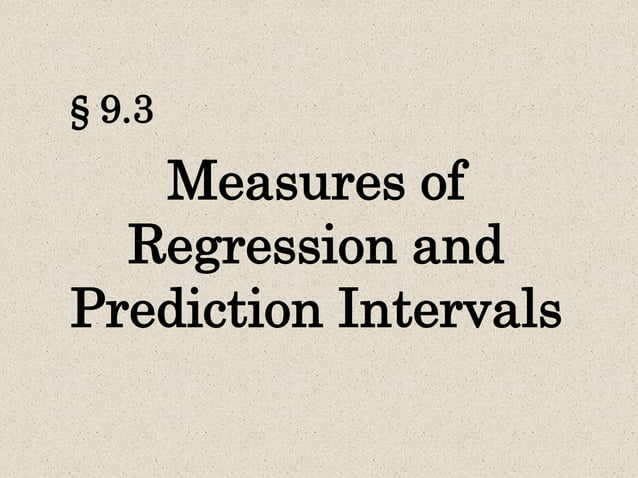 § 9.3
Measures of
Regression and
Prediction Intervals